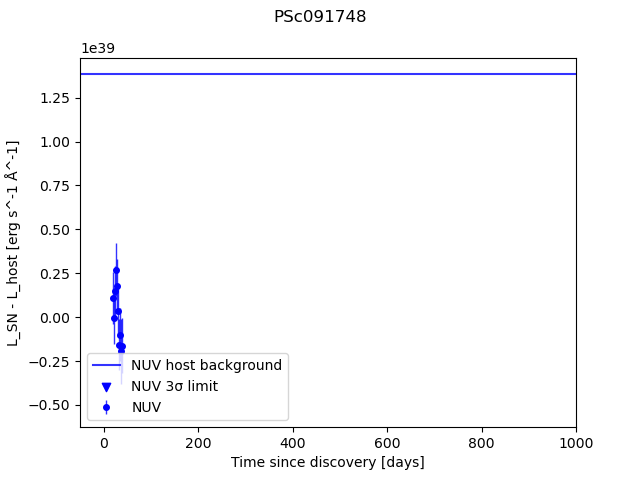 PSc091748
1e39
L_SN - L_host [erg s^-1 Å^-1]
1.25
1.00
0.75
0.50
0.25
0.00
−0.25
−0.50
NUV host background
NUV 3σ limit
NUV
0 200 400 600 800 1000
Time since discovery [days]